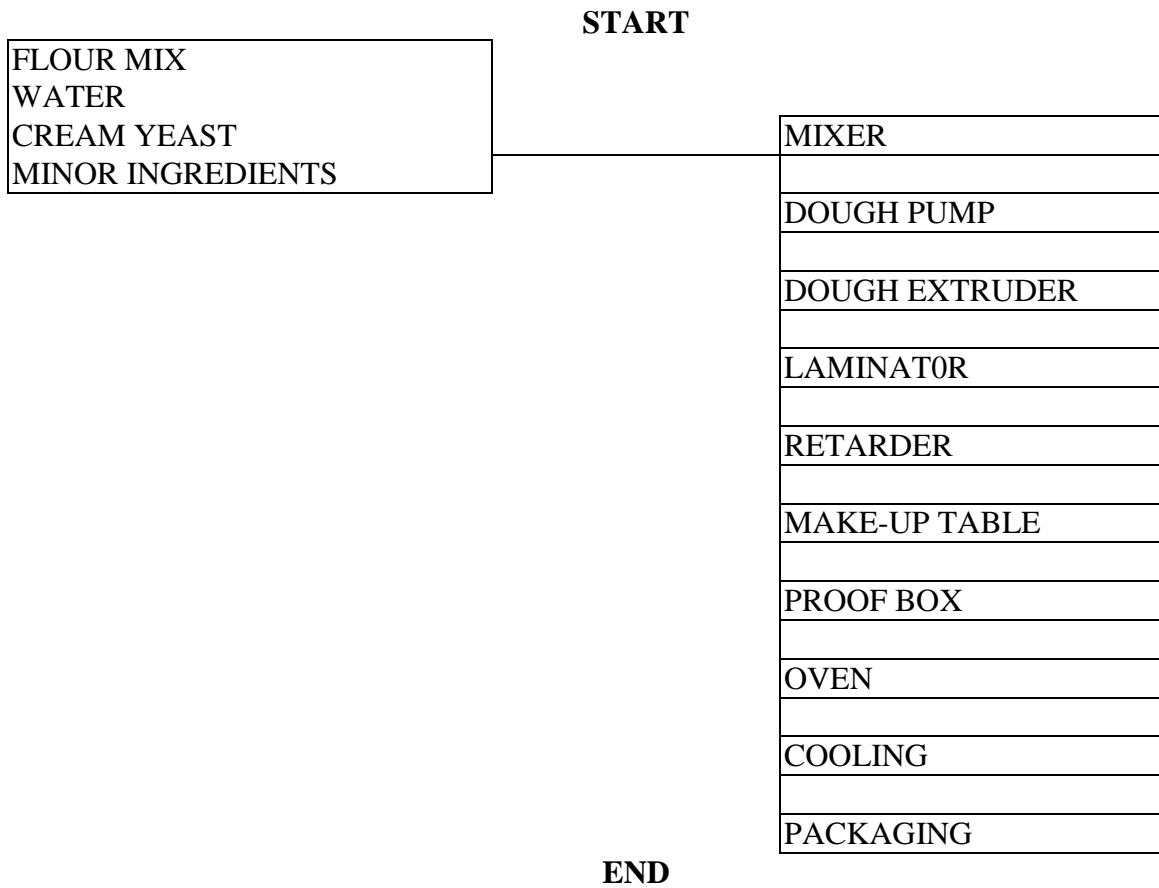 START
FLOUR MIX
WATER
CREAM YEAST
MINOR INGREDIENTS
MIXER
DOUGH PUMP
DOUGH EXTRUDER
LAMINAT0R
RETARDER
MAKE-UP TABLE
PROOF BOX
OVEN
COOLING
PACKAGING
END